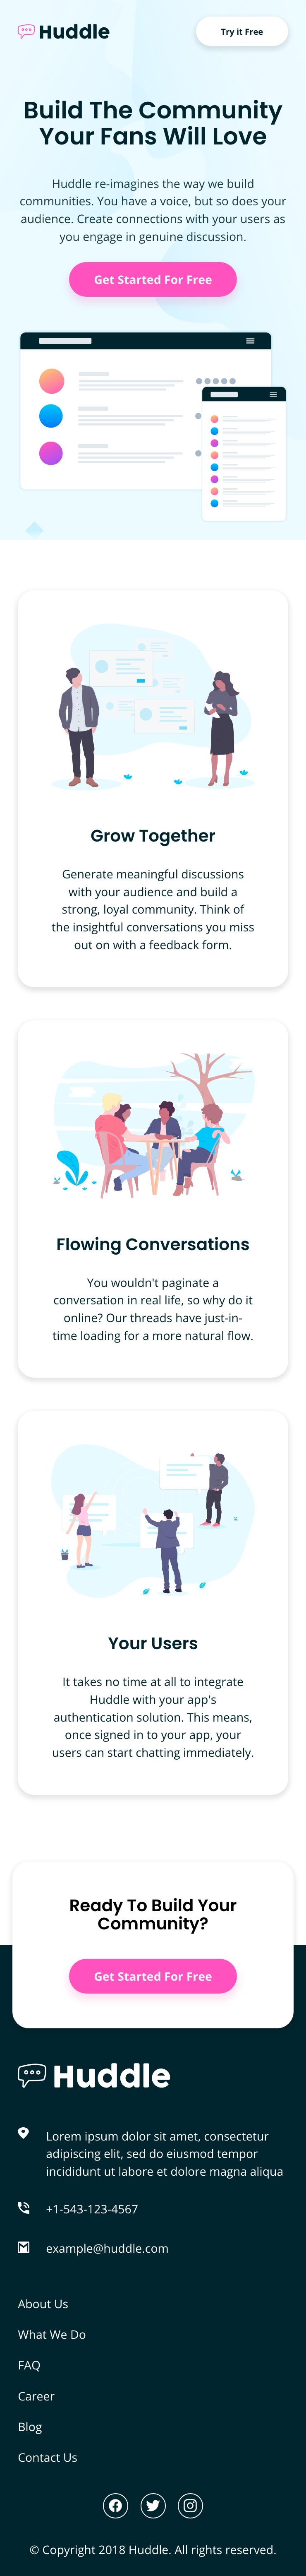 Huddle
Try it Free
Build The Community
Your Fans Will Love
Huddle re-imagines the way we build
communities. You have a voice, but so does your
audience. Create connections with your users as
you engage in genuine discussion.
Get Started For Free
Grow Together
Generate meaningful discussions
with your audience and build a
strong, loyal community. Think of
the insightful conversations you miss
out on with a feedback form.
Flowing Conversations
You wouldn't paginate a
conversation in real life, so why do it
online? Our threads have just-in-
time loading for a more natural flow.
Your Users
It takes no time at all to integrate
Huddle with your app's
authentication solution. This means,
once signed in to your app, your
users can start chatting immediately.
Ready To Build Your
Community?
Get Started For Free
Huddle
Lorem ipsum dolor sit amet, consectetur
adipiscing elit, sed do eiusmod tempor
incididunt ut labore et dolore magna aliqua
+1-543-123-4567
example@huddle.com
About Us
What We Do
FAQ
Career
Blog
Contact Us
© Copyright 2018 Huddle. All rights reserved.